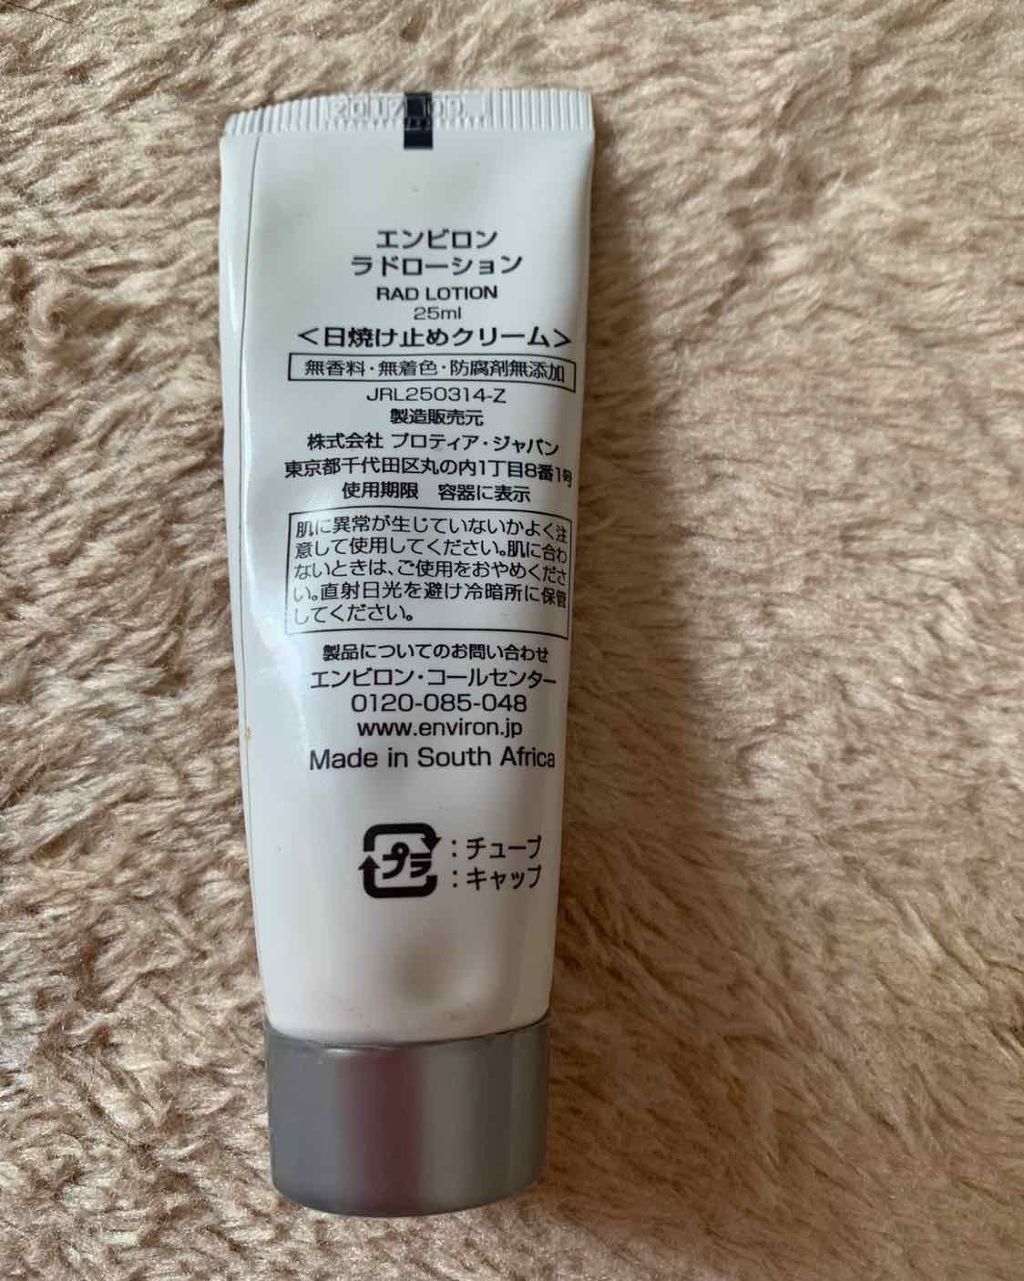 2017 09
エンビロン
ラドローション
RAD LOTION
25ml
＜日焼け止めクリーム＞
無香料・無着色・防腐剤無添加
JRL250314-Z
製造販売元
株式会社 プロティア・ジャパン
東京都千代田区丸の内1丁目8番1号
使用期限 容器に表示
肌に異常が生じていないかよく注
意して使用してください。肌に合わ
ないときは、ご使用をおやめくださ
い。直射日光を避け冷暗所に保管
してください。
製品についてのお問い合わせ
エンビロン・コールセンター
0120-085-048
www.environ.jp
Made in South Africa
プラ
：チューブ
：キャップ